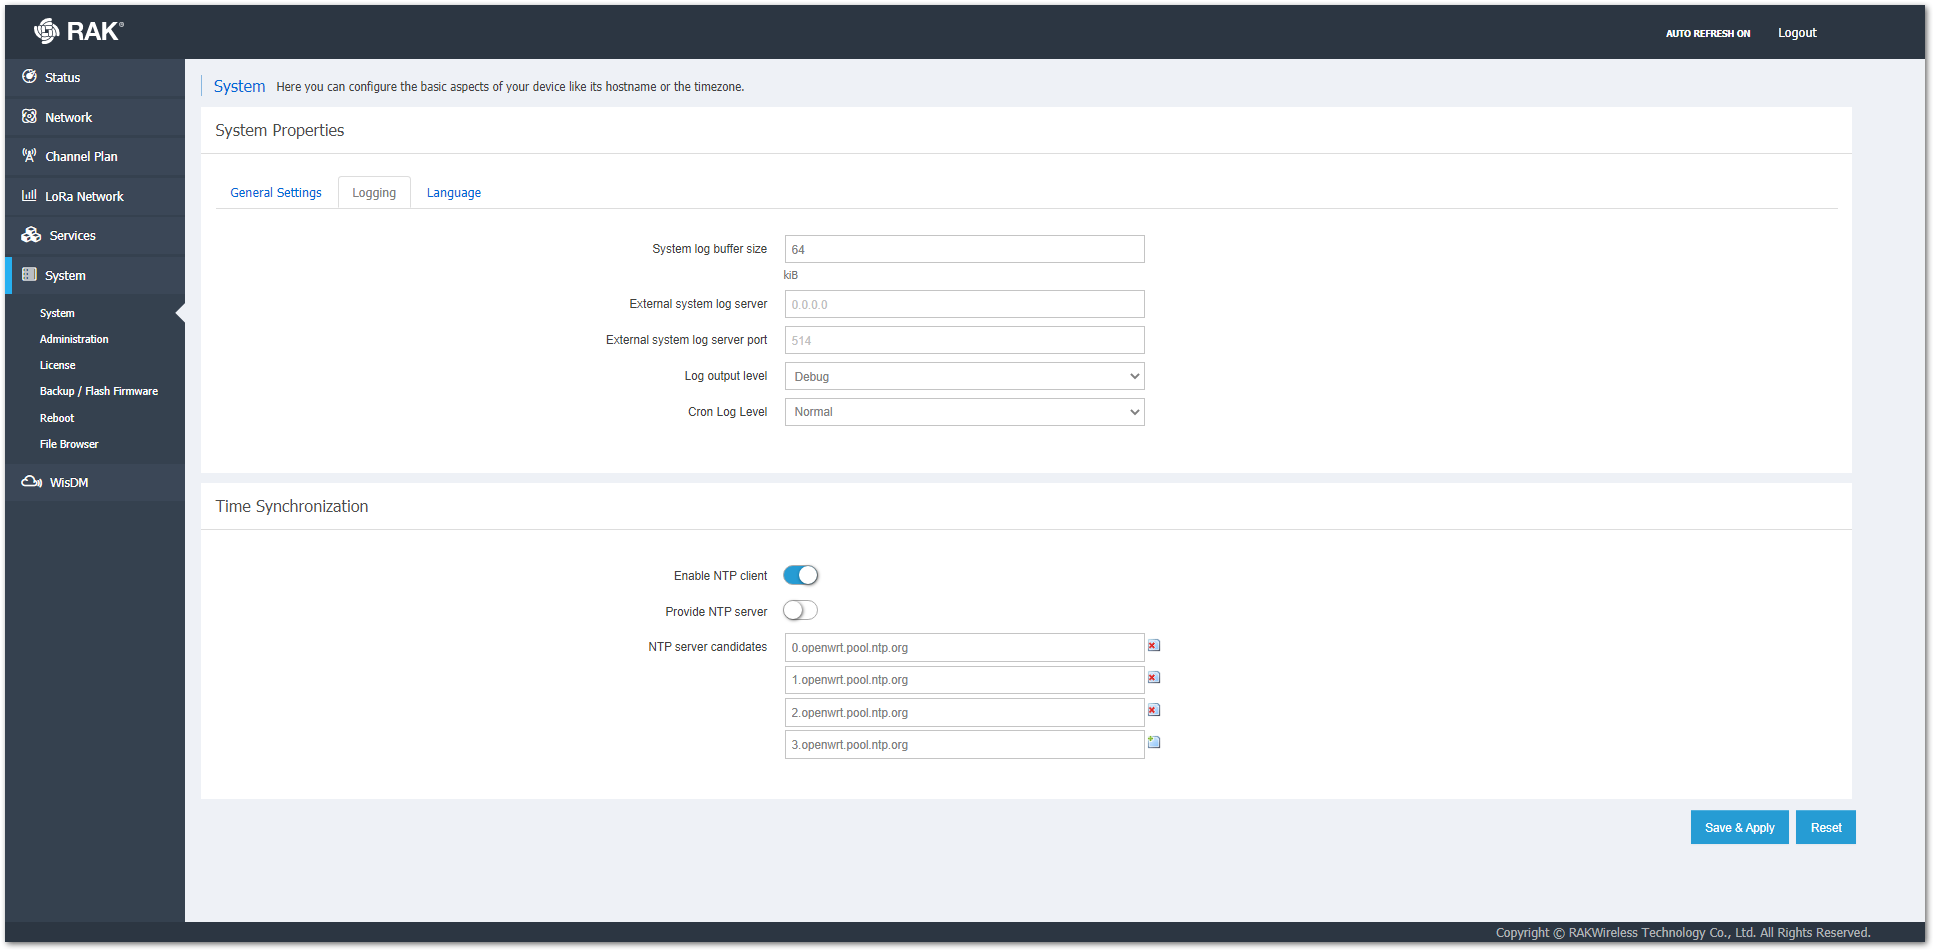 RAK®
AUTO REFRESH ON
Logout
Status
Network
Channel Plan
LoRa Network
Services
System
System
Administration
License
Backup / Flash Firmware
Reboot
File Browser
WisDM
System Here you can configure the basic aspects of your device like its hostname or the timezone.
System Properties
General Settings
Logging
Language
System log buffer size
64
kiB
External system log server
0.0.0.0
External system log server port
514
Log output level
Debug
Cron Log Level
Normal
Time Synchronization
Enable NTP client
Provide NTP server
NTP server candidates
0.openwrt.pool.ntp.org
1.openwrt.pool.ntp.org
2.openwrt.pool.ntp.org
3.openwrt.pool.ntp.org
Save & Apply
Reset
Copyright © RAKWireless Technology Co., Ltd. All Rights Reserved.